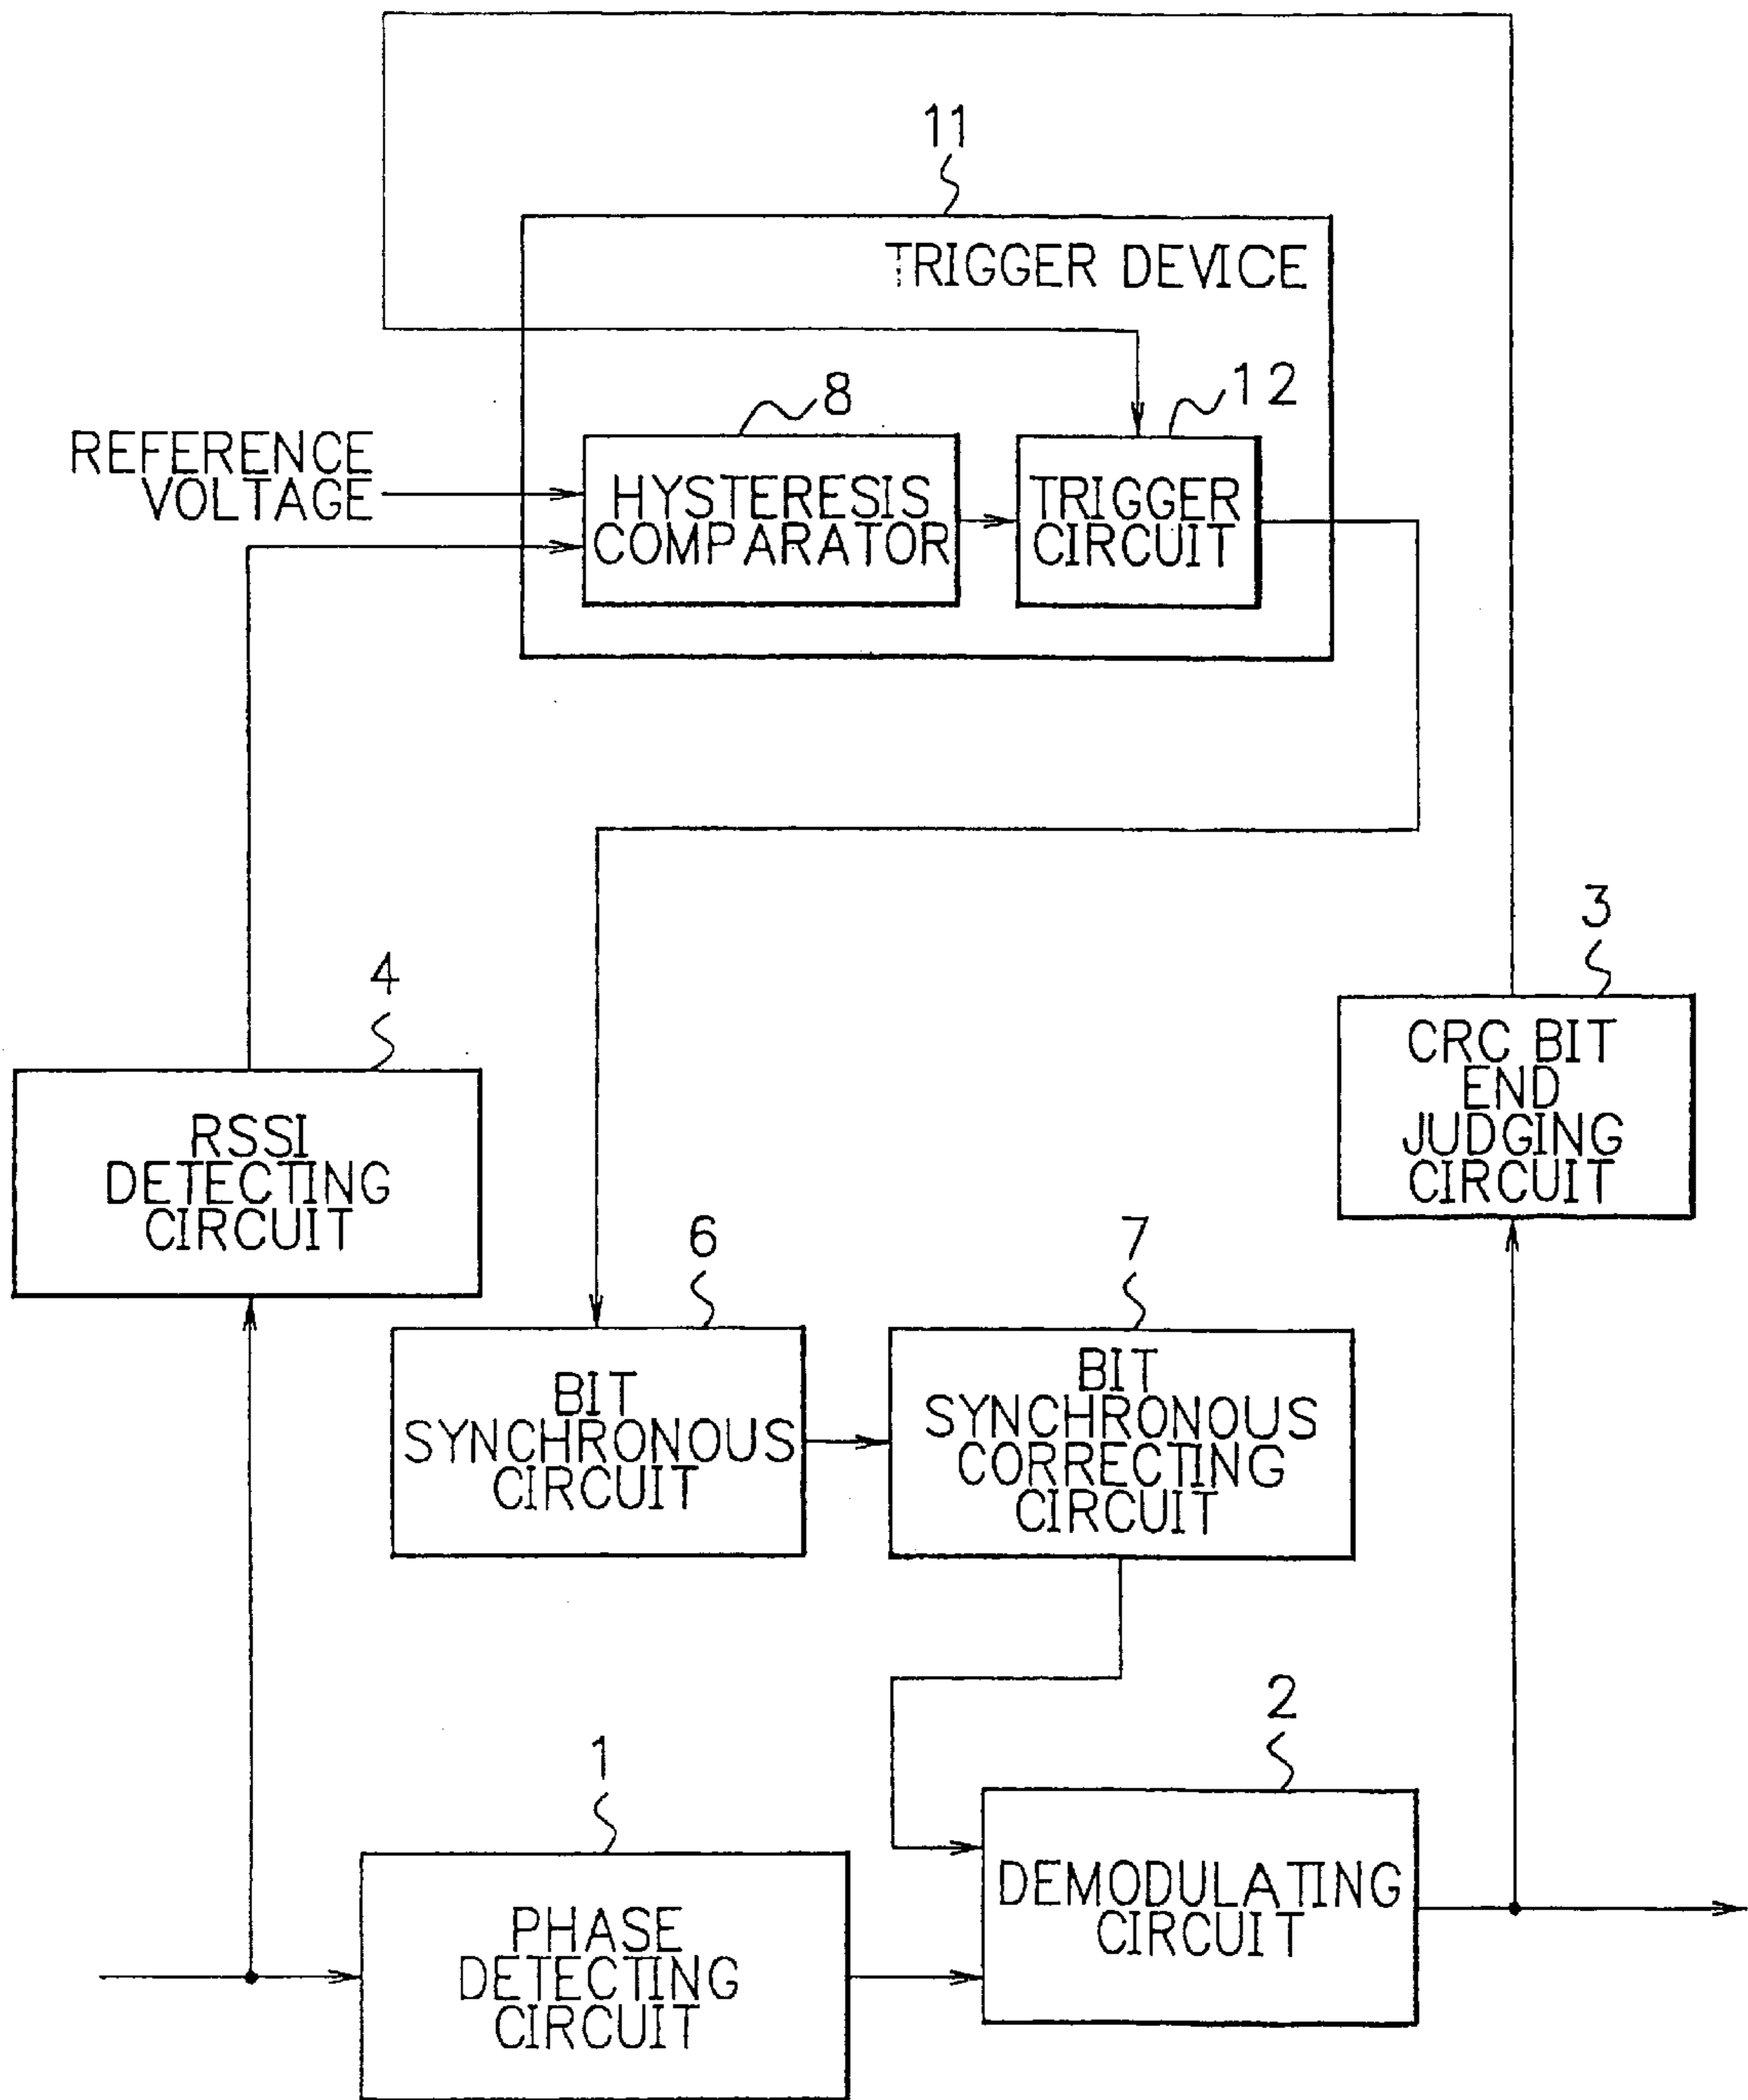 11
TRIGGER DEVICE
8
12
REFERENCE
VOLTAGE
HYSTERESIS
COMPARATOR
TRIGGER
CIRCUIT
3
4
CRC BIT
END
JUDGING
CIRCUIT
RSSI
DETECTING
CIRCUIT
6
7
BIT
SYNCHRONOUS
CIRCUIT
BIT
SYNCHRONOUS
CORRECTING
CIRCUIT
2
1
DEMODULATING
CIRCUIT
PHASE
DETECTING
CIRCUIT